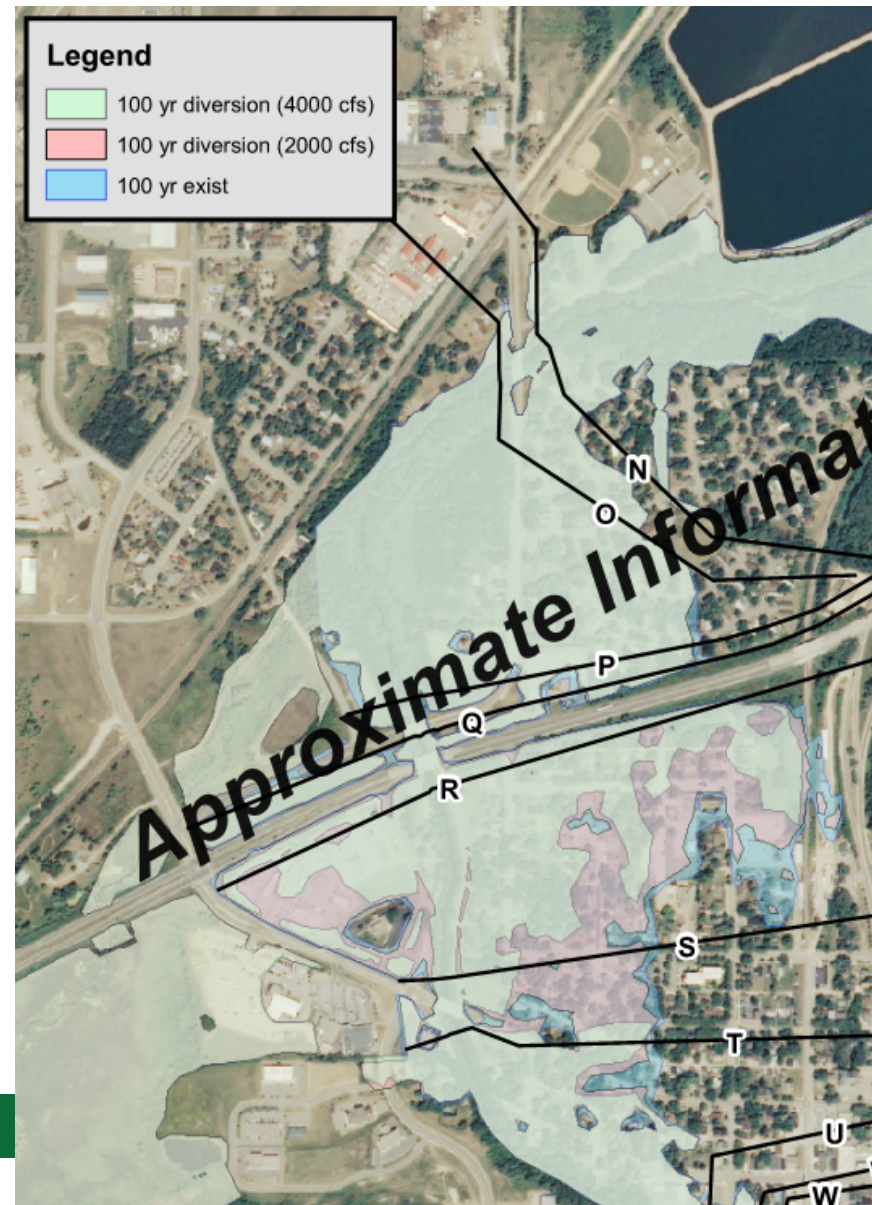 Legend
100 yr diversion (4000 cfs)
100 yr diversion (2000 cfs)
100 yr exist
N
O
Approximate Informat
P
Q
R
S
T
U
W